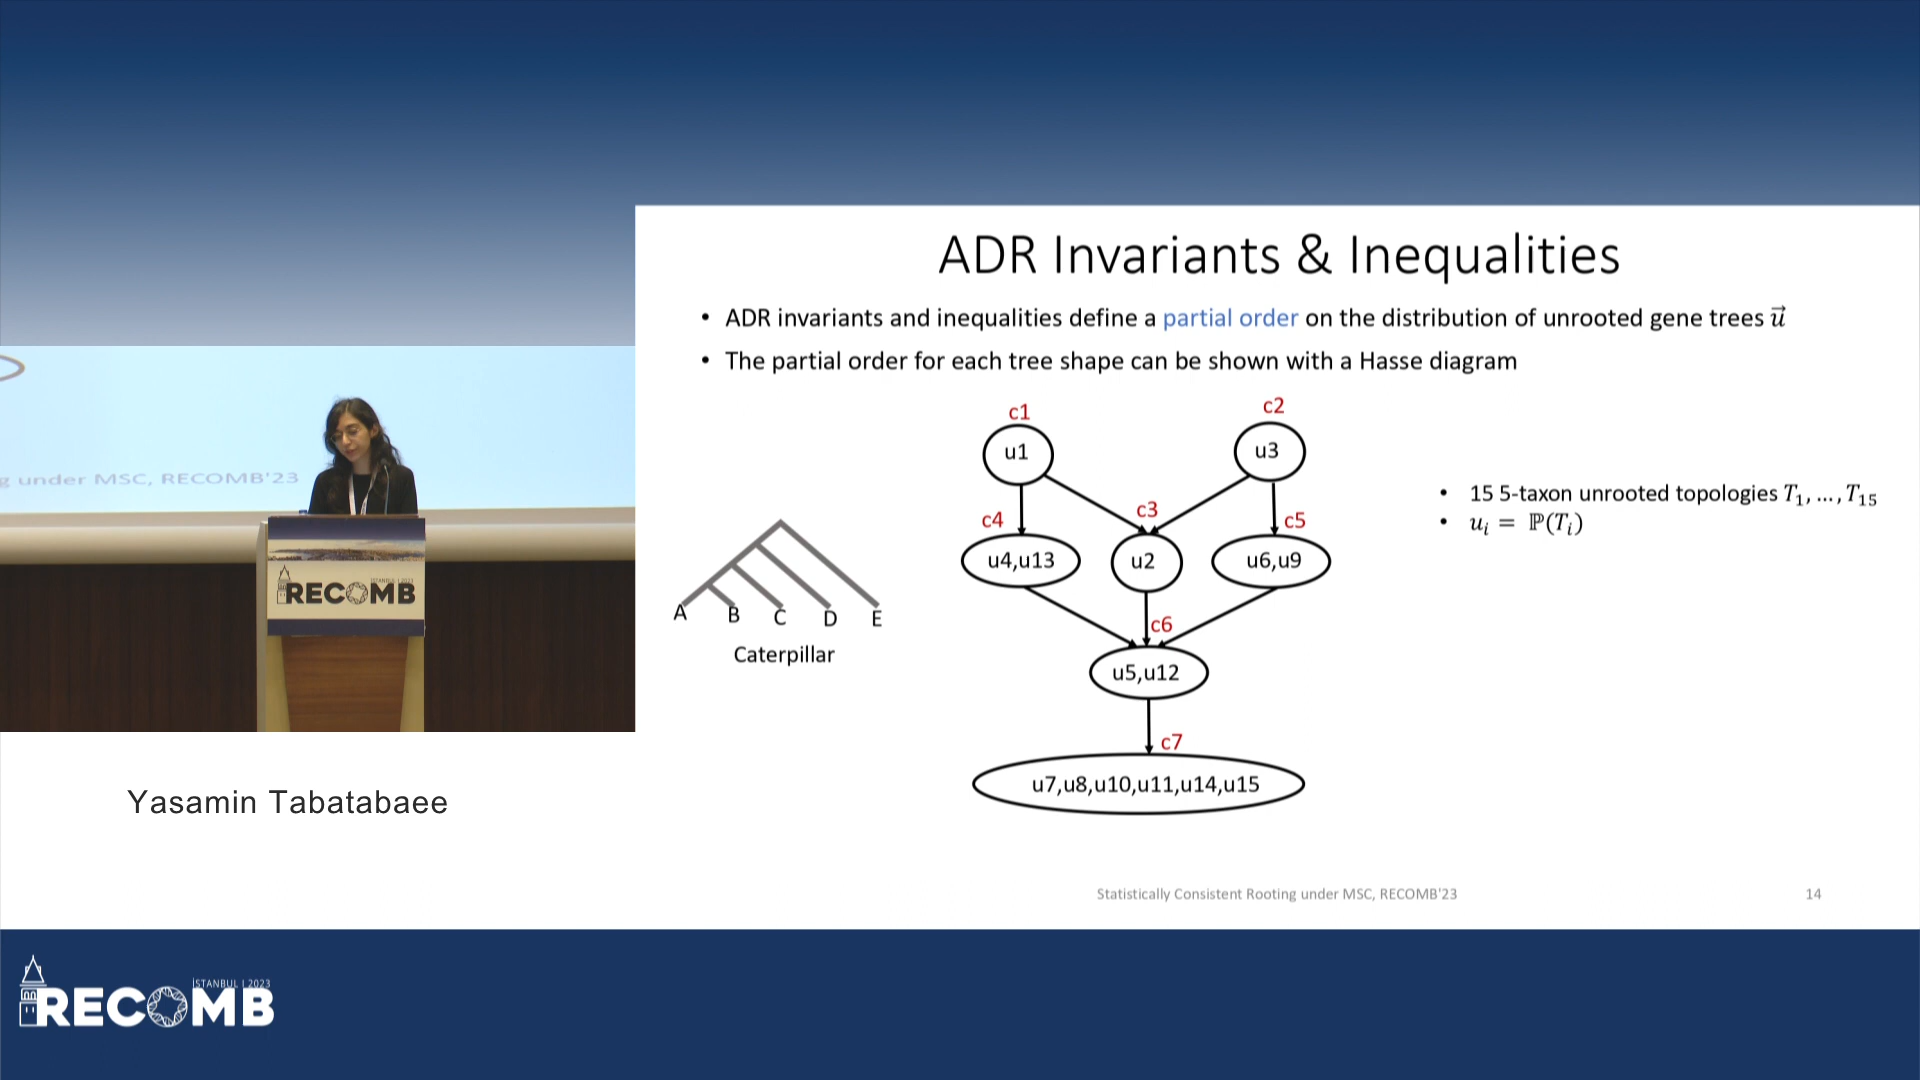 ADR Invariants & Inequalities
• ADR invariants and inequalities define a partial order on the distribution of unrooted gene trees u⃗
• The partial order for each tree shape can be shown with a Hasse diagram
c1
c2
u1
u3
• 15 5-taxon unrooted topologies T₁, … , T₁₅
• uᵢ = ℙ(Tᵢ)
c4
c3
c5
u4,u13
u2
u6,u9
A B C D E
Caterpillar
c6
u5,u12
c7
u7,u8,u10,u11,u14,u15
Statistically Consistent Rooting under MSC, RECOMB'23
14
g under MSC, RECOMB'23
İSTANBUL | 2023
RECOMB
Yasamin Tabatabaee
İSTANBUL | 2023
RECOMB